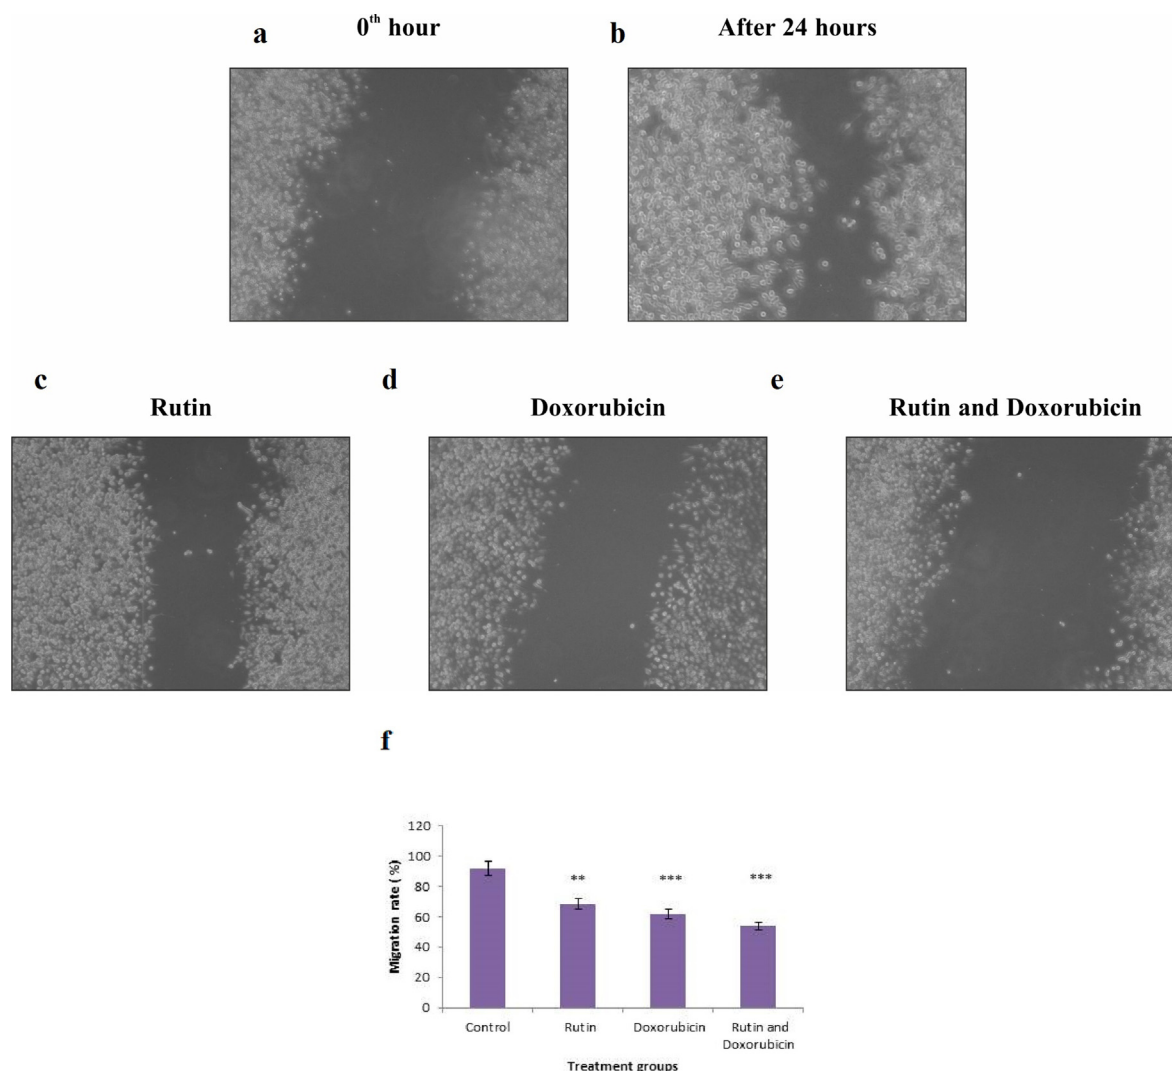 a
0th hour
b
After 24 hours
c
Rutin
d
Doxorubicin
e
Rutin and Doxorubicin
f
Migration rate ( %)
120
100
80
60
40
20
0
**
***
***
Control
Rutin
Doxorubicin
Rutin and
Doxorubicin
Treatment groups